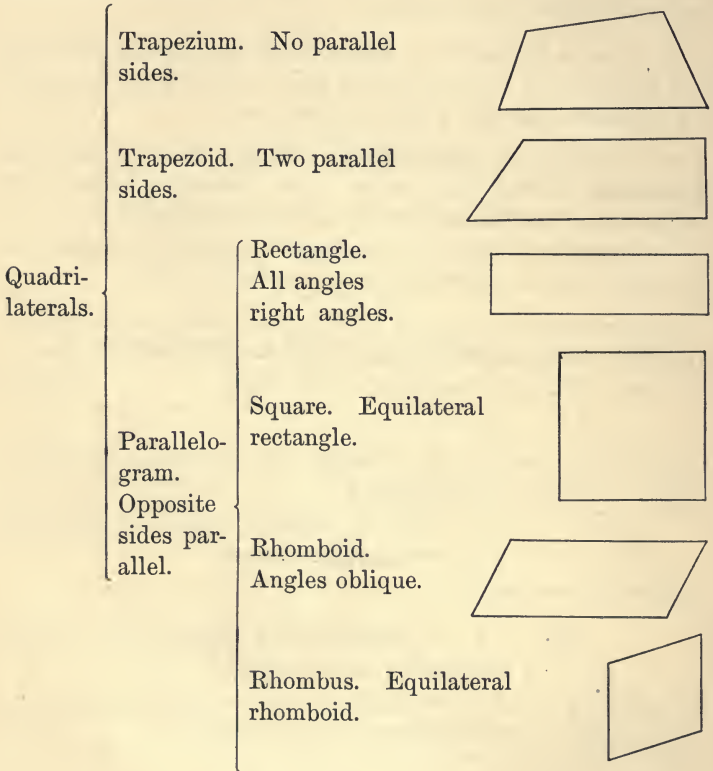 Trapezium. No parallel
sides.
Trapezoid. Two parallel
sides.
Quadri-
laterals.
Rectangle.
All angles
right angles.
Square. Equilateral
rectangle.
Parallelo-
gram.
Opposite
sides par-
allel.
Rhomboid.
Angles oblique.
Rhombus. Equilateral
rhomboid.